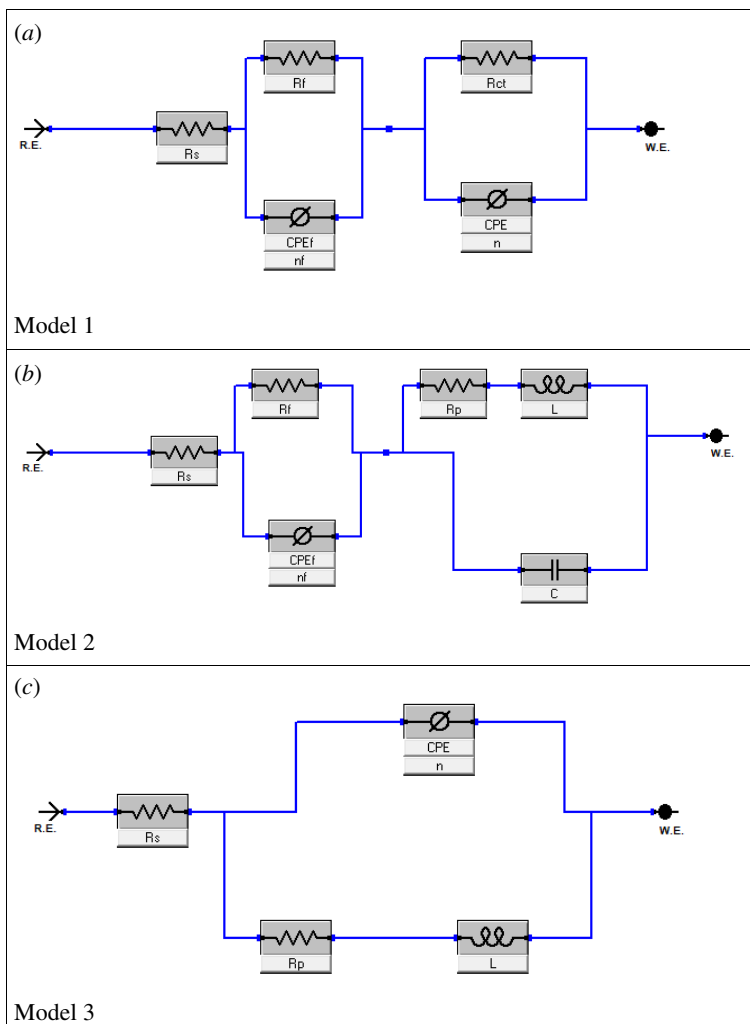 (a)
Rf
Rct
R.E.
Rs
W.E.
CPEf
nf
CPE
n
Model 1
(b)
Rf
Rp
L
R.E.
Rs
W.E.
CPEf
nf
C
Model 2
(c)
CPE
n
R.E.
Rs
W.E.
Rp
L
Model 3